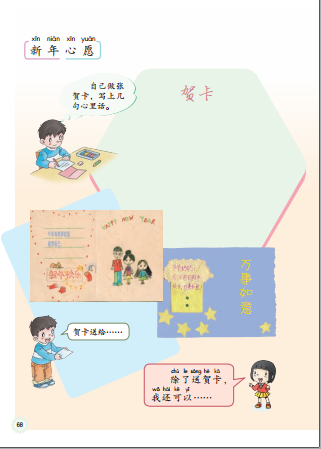 xīn nián xīn yuàn
新年心愿
自己做张
贺卡，写上几
句心里话。
贺卡
HAPPY NEW YEAR
万事如意
贺卡送给……
chú le sòng hè kǎ
除了送贺卡，
wǒ hái kě yǐ
我还可以……
68